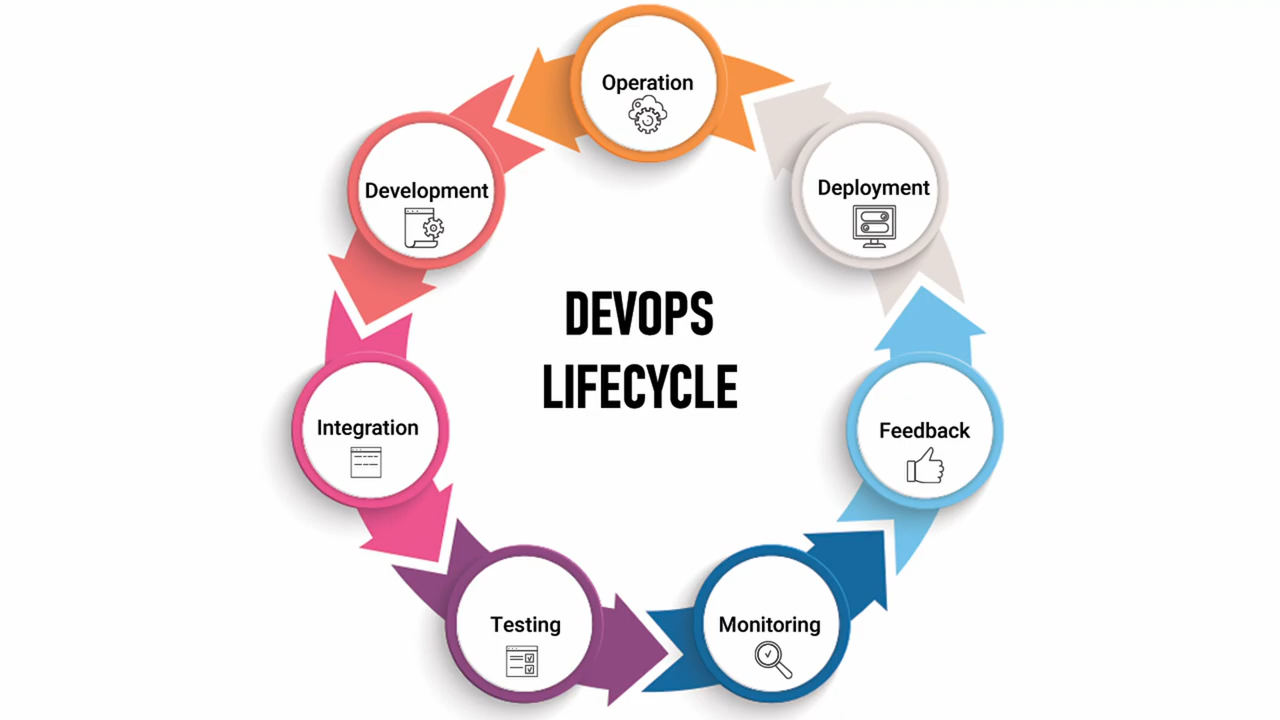 Operation
Development
Deployment
DEVOPS
LIFECYCLE
Integration
Feedback
Testing
Monitoring